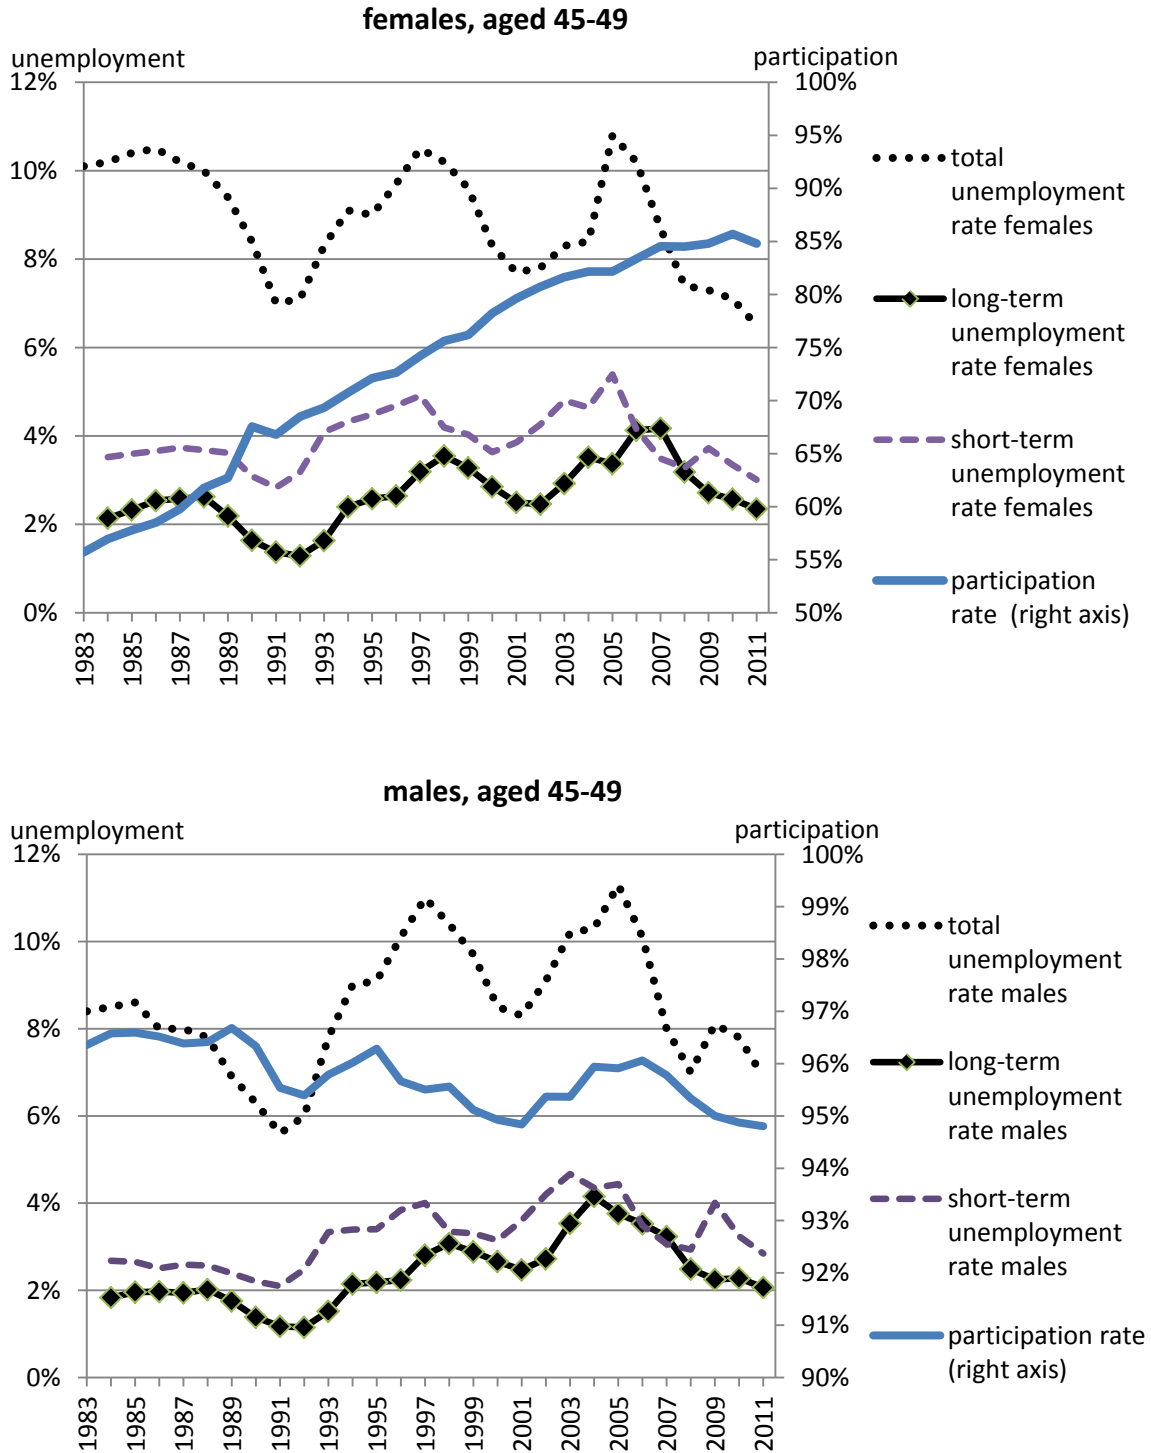 females, aged 45-49
unemployment
participation
12%
10%
8%
6%
4%
2%
0%
100%
95%
90%
85%
80%
75%
70%
65%
60%
55%
50%
1983
1985
1987
1989
1991
1993
1995
1997
1999
2001
2003
2005
2007
2009
2011
total
unemployment
rate females
long-term
unemployment
rate females
short-term
unemployment
rate females
participation
rate (right axis)
males, aged 45-49
unemployment
participation
12%
10%
8%
6%
4%
2%
0%
100%
99%
98%
97%
96%
95%
94%
93%
92%
91%
90%
1983
1985
1987
1989
1991
1993
1995
1997
1999
2001
2003
2005
2007
2009
2011
total
unemployment
rate males
long-term
unemployment
rate males
short-term
unemployment
rate males
participation rate
(right axis)